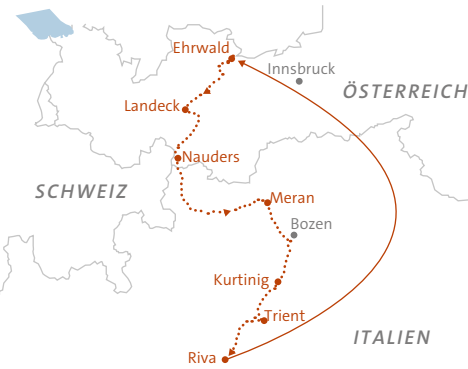 Ehrwald
Innsbruck
ÖSTERREICH
Landeck
Nauders
SCHWEIZ
Meran
Bozen
Kurtinig
Trient
ITALIEN
Riva